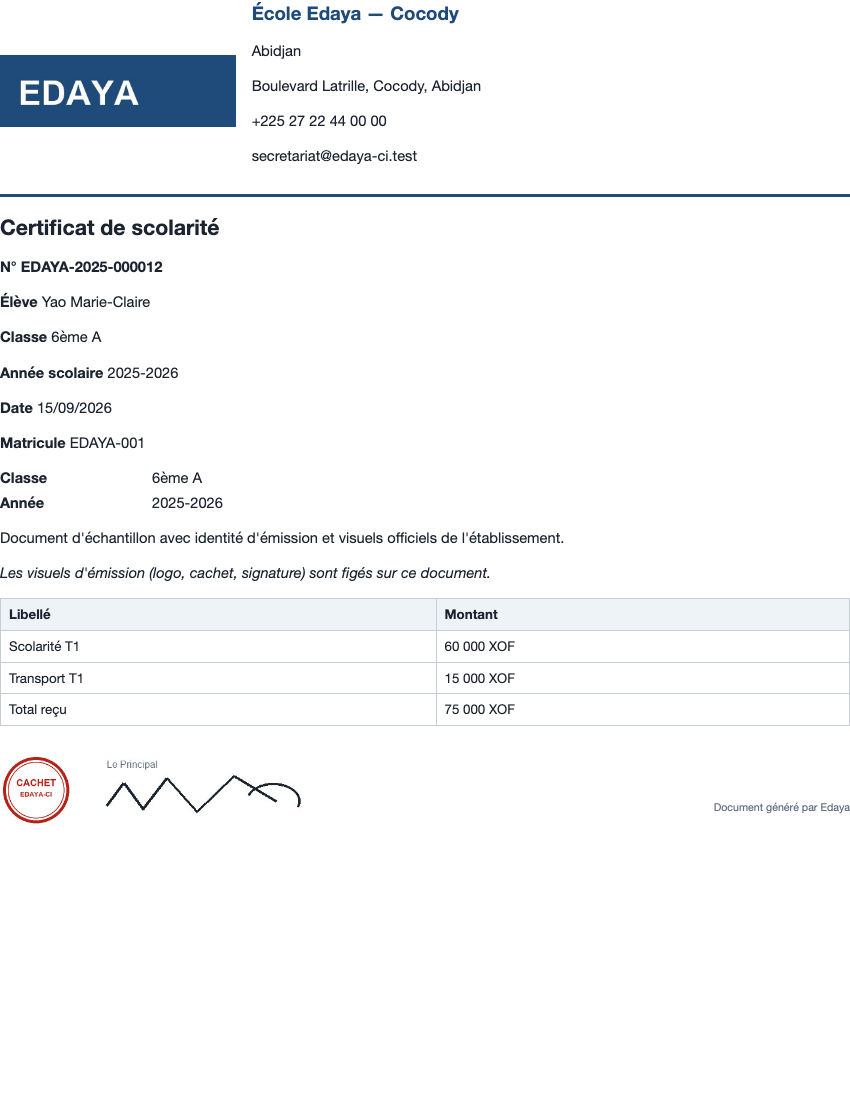 École Edaya — Cocody
Abidjan
EDAYA
Boulevard Latrille, Cocody, Abidjan
+225 27 22 44 00 00
secretariat@edaya-ci.test
Certificat de scolarité
N° EDAYA-2025-000012
Élève Yao Marie-Claire
Classe 6ème A
Année scolaire 2025-2026
Date 15/09/2026
Matricule EDAYA-001
Classe 6ème A
Année 2025-2026
Document d'échantillon avec identité d'émission et visuels officiels de l'établissement.
Les visuels d'émission (logo, cachet, signature) sont figés sur ce document.
Libellé Montant
Scolarité T1 60 000 XOF
Transport T1 15 000 XOF
Total reçu 75 000 XOF
Le Principal
CACHET
EDAYA-CI
Document généré par Edaya